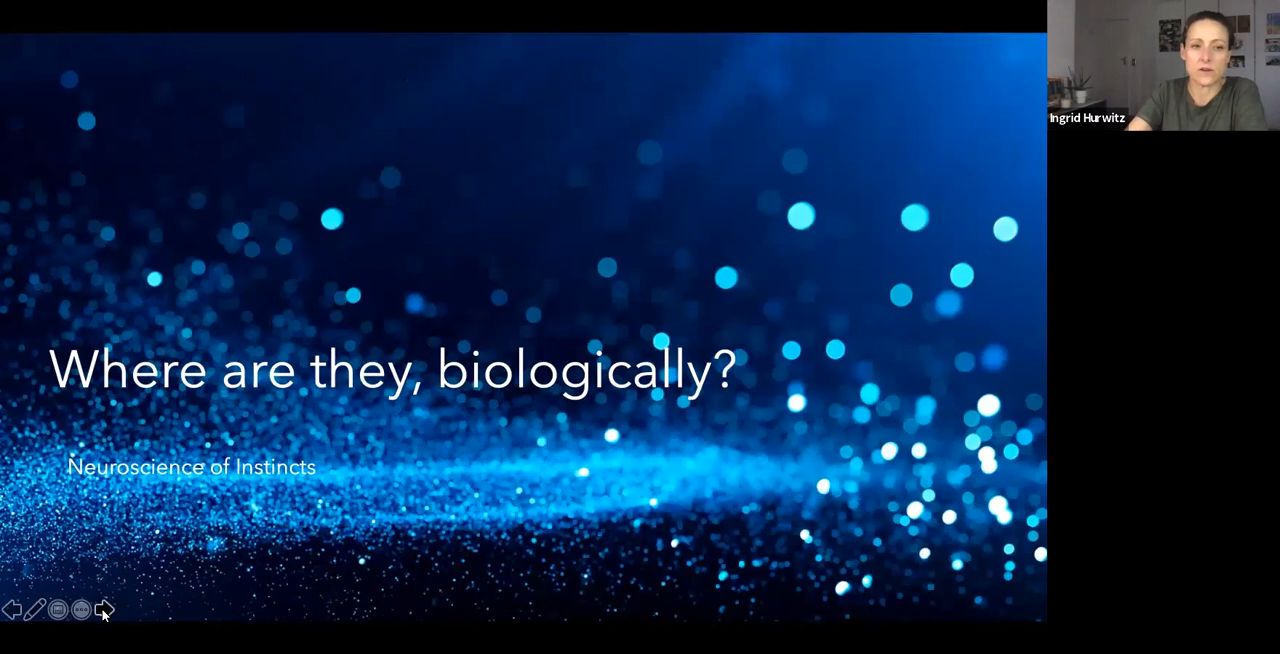 Where are they, biologically?
Neuroscience of Instincts
Ingrid Hurwitz